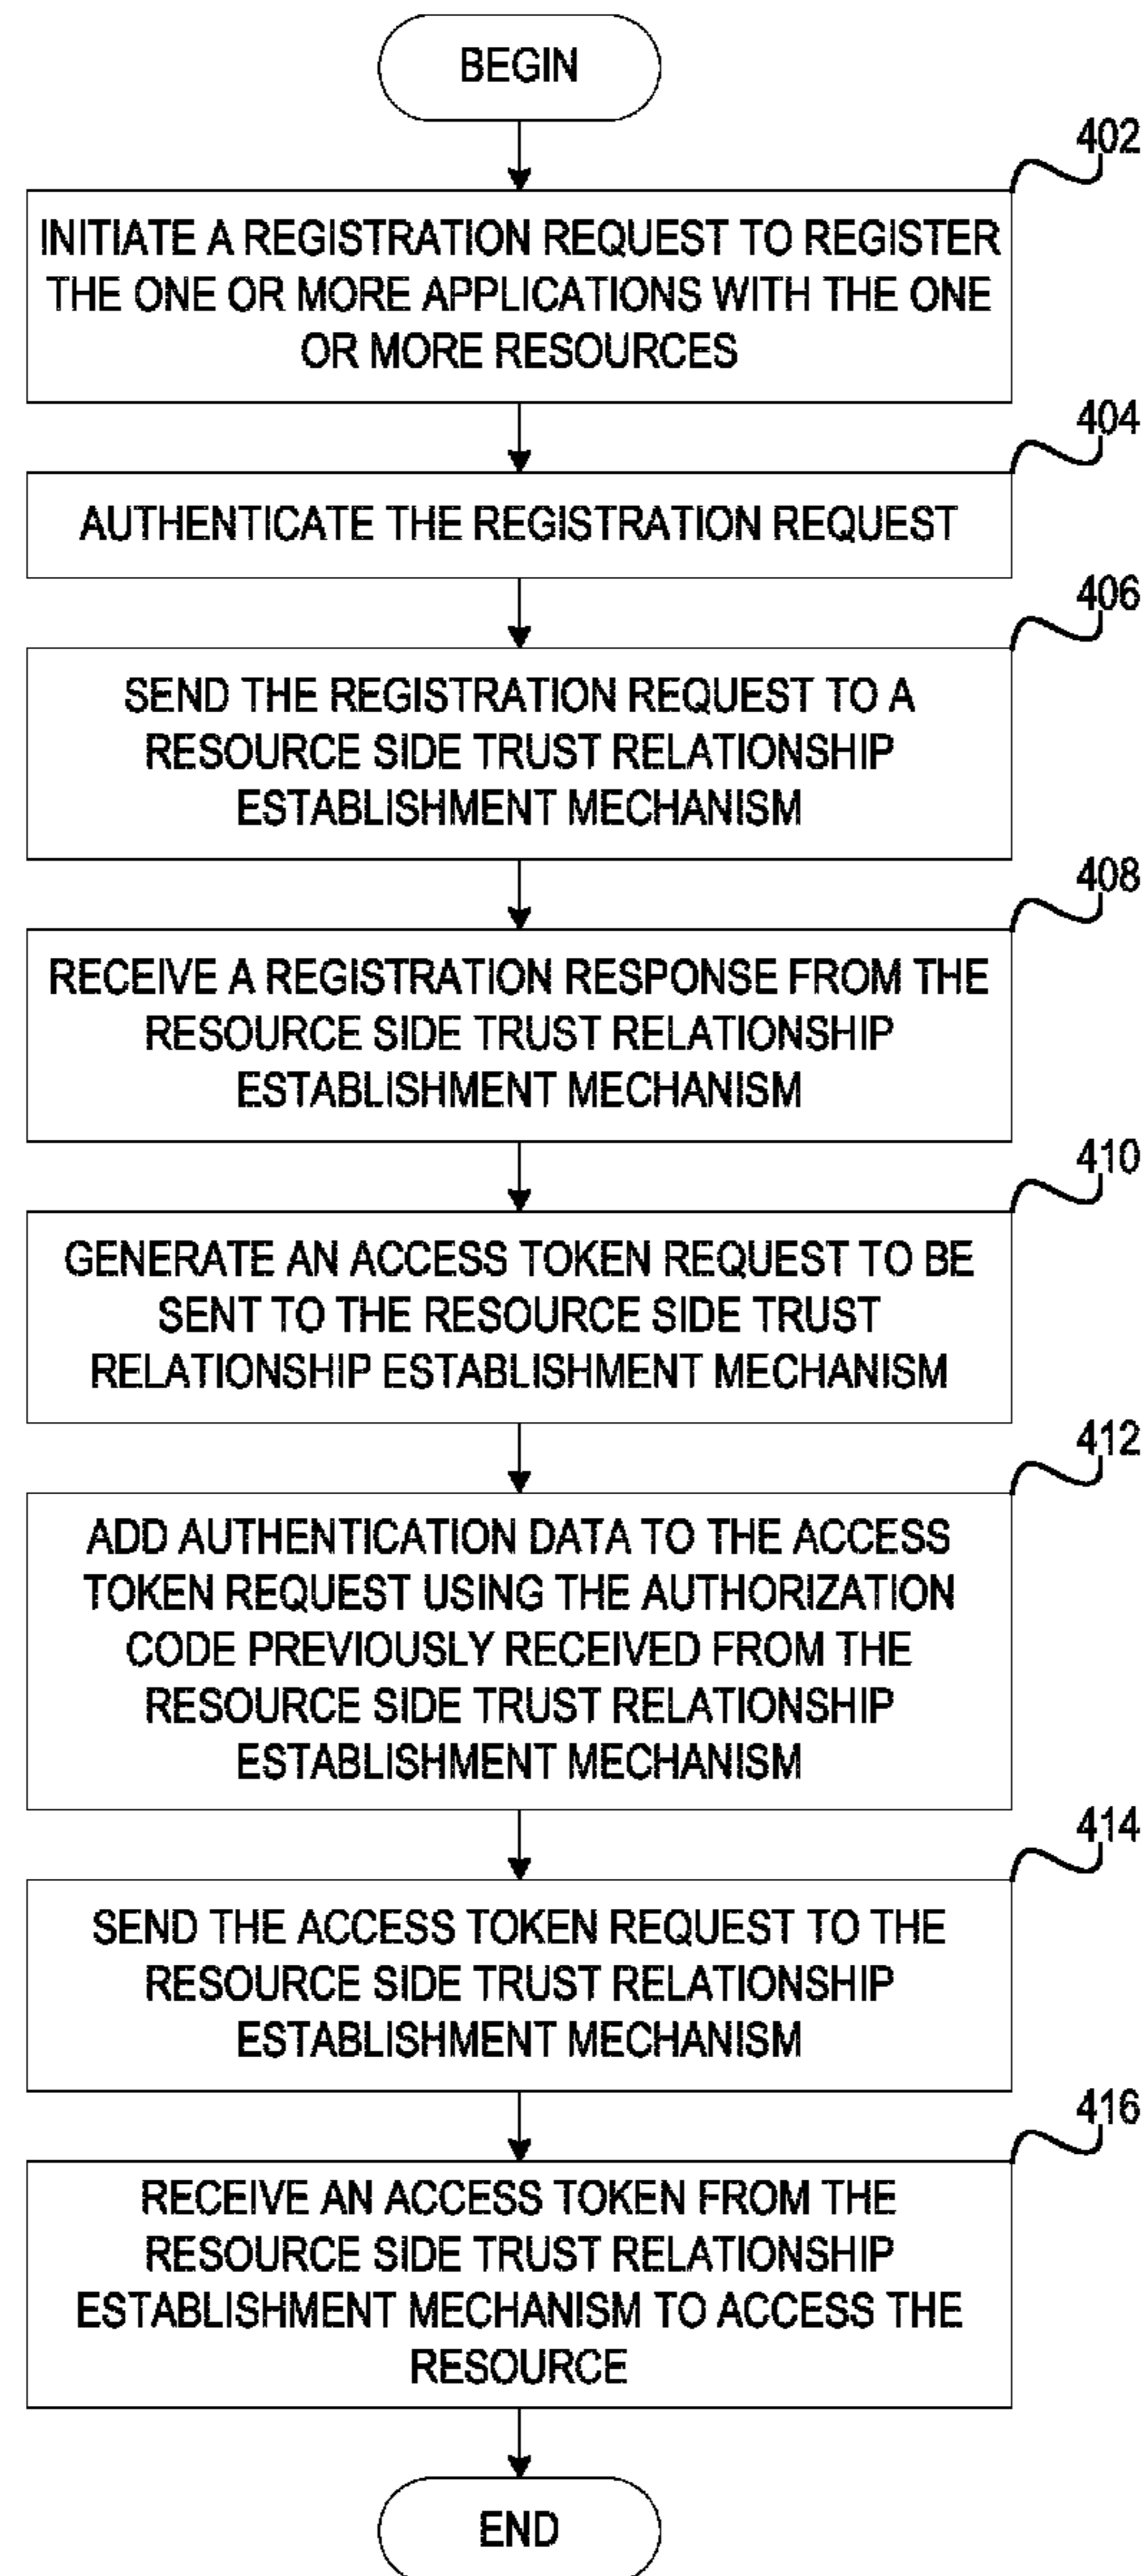 BEGIN
402
INITIATE A REGISTRATION REQUEST TO REGISTER
THE ONE OR MORE APPLICATIONS WITH THE ONE
OR MORE RESOURCES
404
AUTHENTICATE THE REGISTRATION REQUEST
406
SEND THE REGISTRATION REQUEST TO A
RESOURCE SIDE TRUST RELATIONSHIP
ESTABLISHMENT MECHANISM
408
RECEIVE A REGISTRATION RESPONSE FROM THE
RESOURCE SIDE TRUST RELATIONSHIP
ESTABLISHMENT MECHANISM
410
GENERATE AN ACCESS TOKEN REQUEST TO BE
SENT TO THE RESOURCE SIDE TRUST
RELATIONSHIP ESTABLISHMENT MECHANISM
412
ADD AUTHENTICATION DATA TO THE ACCESS
TOKEN REQUEST USING THE AUTHORIZATION
CODE PREVIOUSLY RECEIVED FROM THE
RESOURCE SIDE TRUST RELATIONSHIP
ESTABLISHMENT MECHANISM
414
SEND THE ACCESS TOKEN REQUEST TO THE
RESOURCE SIDE TRUST RELATIONSHIP
ESTABLISHMENT MECHANISM
416
RECEIVE AN ACCESS TOKEN FROM THE
RESOURCE SIDE TRUST RELATIONSHIP
ESTABLISHMENT MECHANISM TO ACCESS THE
RESOURCE
END